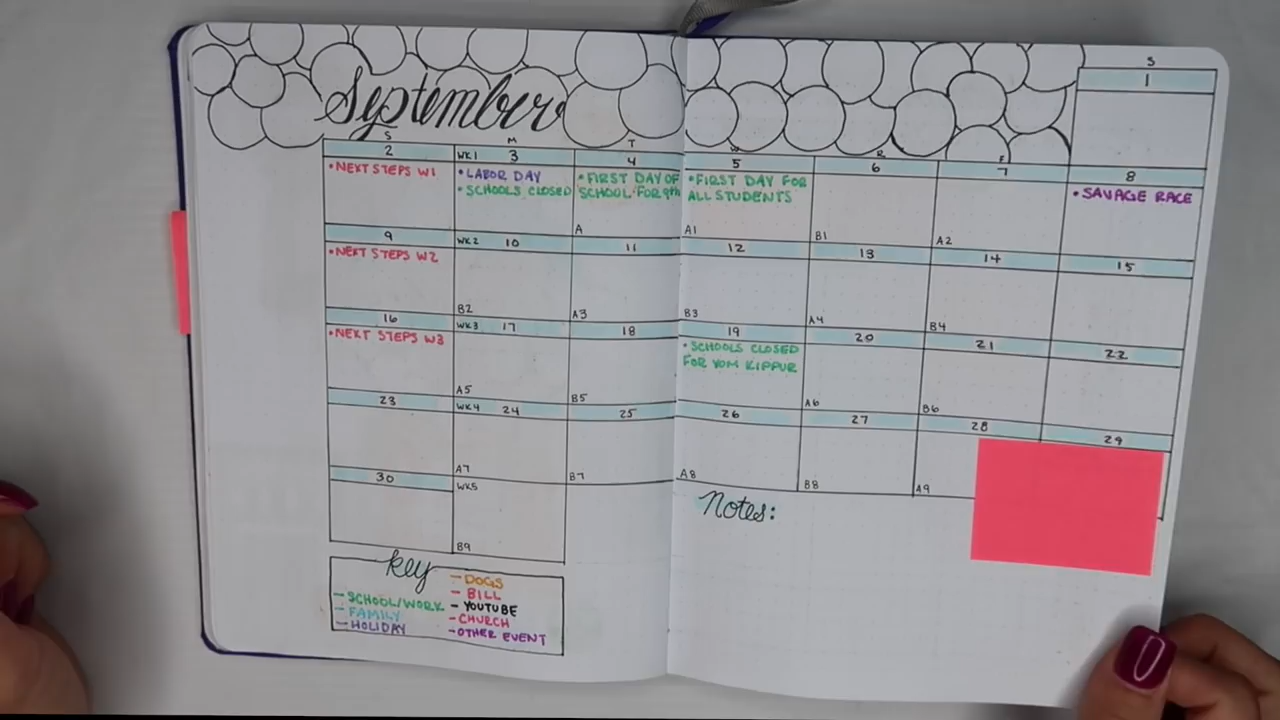 September
S M T W R F S
1
2 WK1 3 4 5 6 7 8
• NEXT STEPS W1
• LABOR DAY
• SCHOOLS CLOSED
• FIRST DAY OF
SCHOOL FOR 9th
• FIRST DAY FOR
ALL STUDENTS
• SAVAGE RACE
A A1 B1 A2
9 WK2 10 11 12 13 14 15
• NEXT STEPS W2
B2 A3 B3 A4 B4
16 WK3 17 18 19 20 21 22
• NEXT STEPS W3
• SCHOOLS CLOSED
FOR YOM KIPPUR
A5 B5 A6 B6
23 WK4 24 25 26 27 28 29
A7 B7 A8 B8 A9
30 WK5
B9
Notes:
key
- SCHOOL/WORK
- FAMILY
- HOLIDAY
- DOGS
- BILL
- YOUTUBE
- CHURCH
- OTHER EVENT